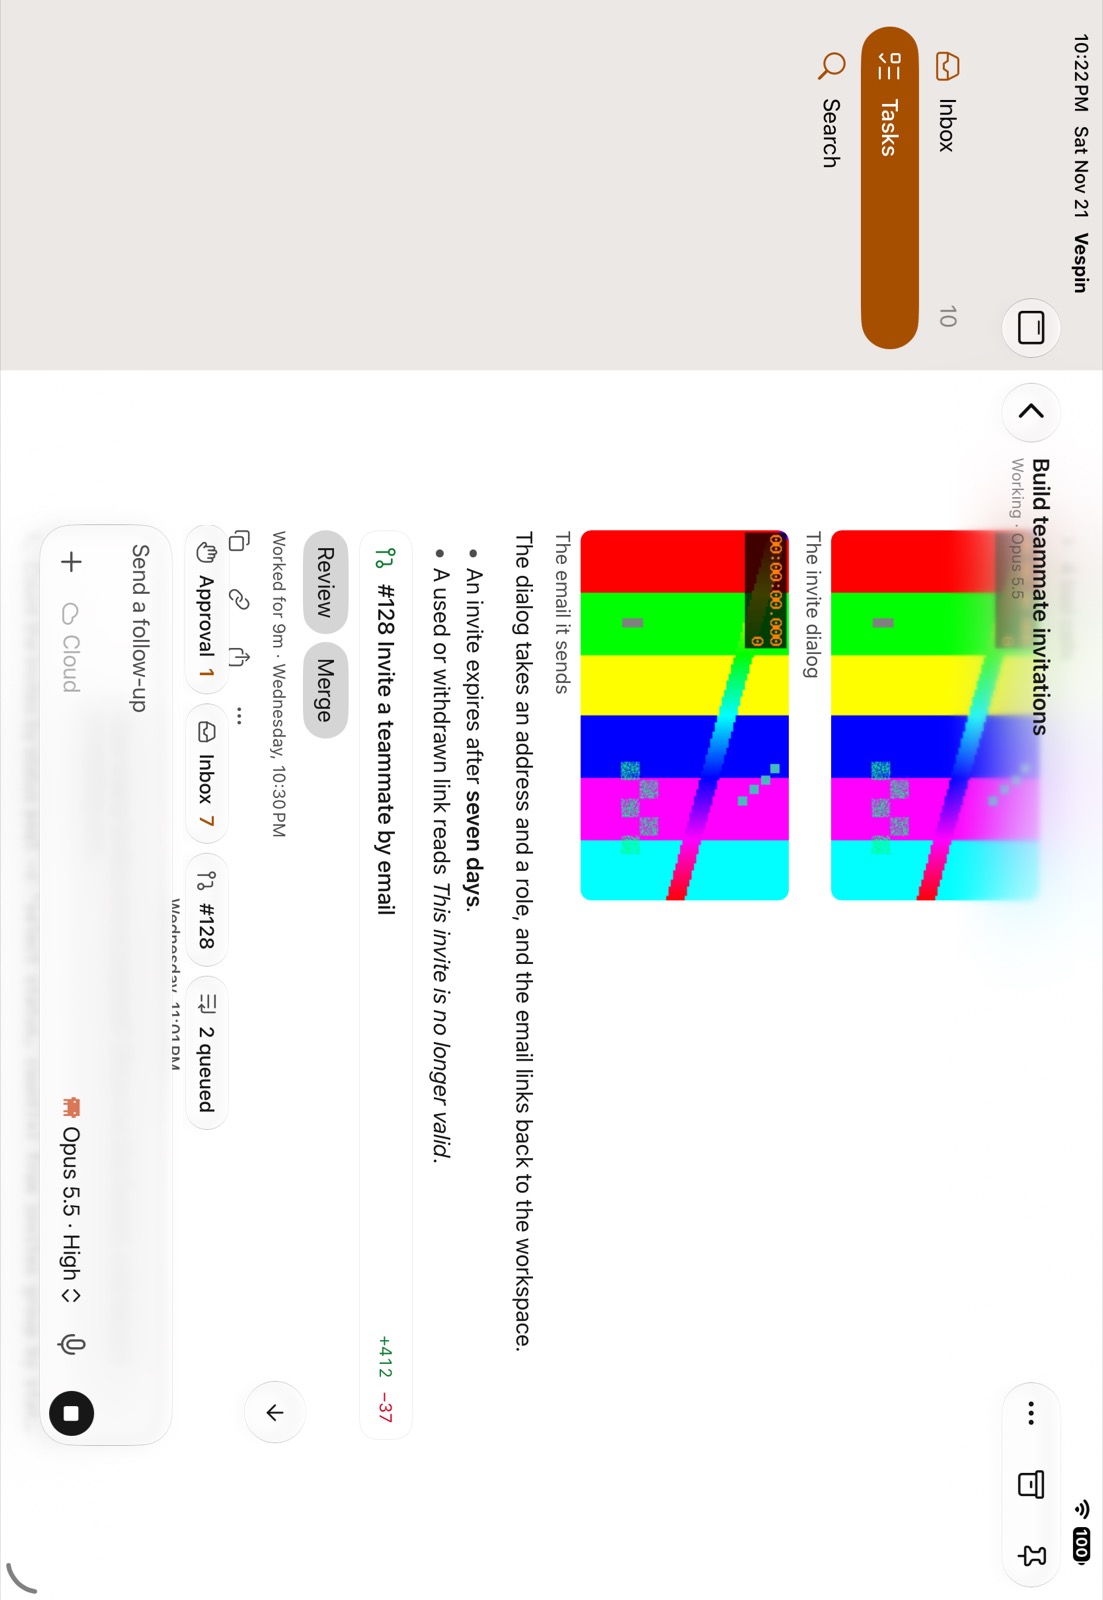 10:22 PM Sat Nov 21 Vespin
100
Build teammate invitations
Working · Opus 5.5
Inbox 10
Tasks
Search
The invite dialog
00:00:00.000
0
The email it sends
The dialog takes an address and a role, and the email links back to the workspace.
• An invite expires after seven days.
• A used or withdrawn link reads This invite is no longer valid.
#128 Invite a teammate by email +412 −37
Review Merge
Worked for 9m · Wednesday, 10:30 PM
Approval 1 Inbox 7 #128 2 queued
Wednesday, 11:01 PM
Send a follow-up
Cloud Opus 5.5 · High